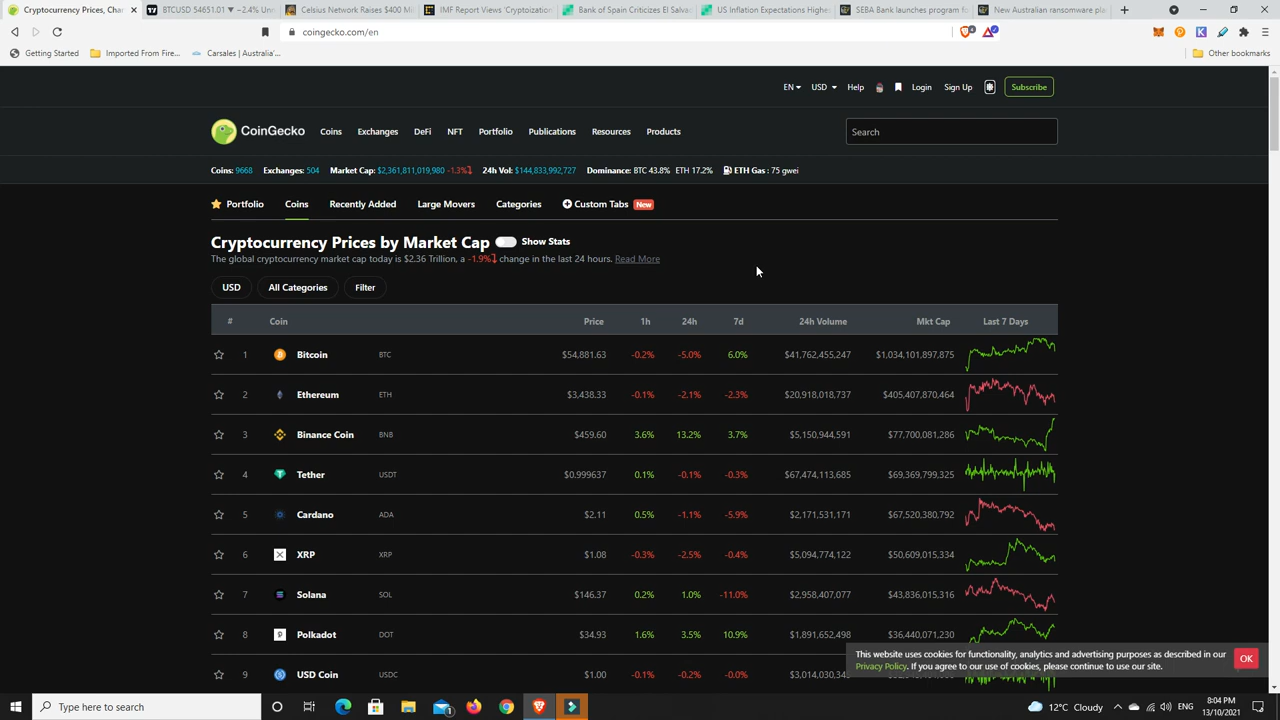 Cryptocurrency Prices, Char
BTCUSD 54651.01 ▼ −2.4% Un
Celsius Network Raises $400 Mi
IMF Report Views 'Cryptoization
Bank of Spain Criticizes El Salva
US Inflation Expectations Highe
SEBA Bank launches program fo
New Australian ransomware pla
coingecko.com/en
Getting Started
Imported From Fire...
Carsales | Australia'...
Other bookmarks
EN
USD
Help
Login
Sign Up
Subscribe
CoinGecko
Coins
Exchanges
DeFi
NFT
Portfolio
Publications
Resources
Products
Search
Coins: 9668
Exchanges: 504
Market Cap: $2,361,811,019,980 -1.3%
24h Vol: $144,833,992,727
Dominance: BTC 43.8% ETH 17.2%
ETH Gas : 75 gwei
Portfolio
Coins
Recently Added
Large Movers
Categories
Custom Tabs New
Cryptocurrency Prices by Market Cap
Show Stats
The global cryptocurrency market cap today is $2.36 Trillion, a -1.9% change in the last 24 hours. Read More
USD
All Categories
Filter
# Coin Price 1h 24h 7d 24h Volume Mkt Cap Last 7 Days
1 Bitcoin BTC $54,881.63 -0.2% -5.0% 6.0% $41,762,455,247 $1,034,101,897,875
2 Ethereum ETH $3,438.33 -0.1% -2.1% -2.3% $20,918,018,737 $405,407,870,464
3 Binance Coin BNB $459.60 3.6% 13.2% 3.7% $5,150,944,591 $77,700,081,286
4 Tether USDT $0.999637 0.1% -0.1% -0.3% $67,474,113,685 $69,369,799,325
5 Cardano ADA $2.11 0.5% -1.1% -5.9% $2,171,531,171 $67,520,380,792
6 XRP XRP $1.08 -0.3% -2.5% -0.4% $5,094,774,122 $50,609,015,334
7 Solana SOL $146.37 0.2% 1.0% -11.0% $2,958,407,077 $43,836,015,316
8 Polkadot DOT $34.93 1.6% 3.5% 10.9% $1,891,652,498 $36,440,071,230
9 USD Coin USDC $1.00 -0.1% -0.2% 0.0%
This website uses cookies for functionality, analytics and advertising purposes as described in our
Privacy Policy. If you agree to our use of cookies, please continue to use our site.
OK
Type here to search
12°C Cloudy
ENG
8:04 PM
13/10/2021